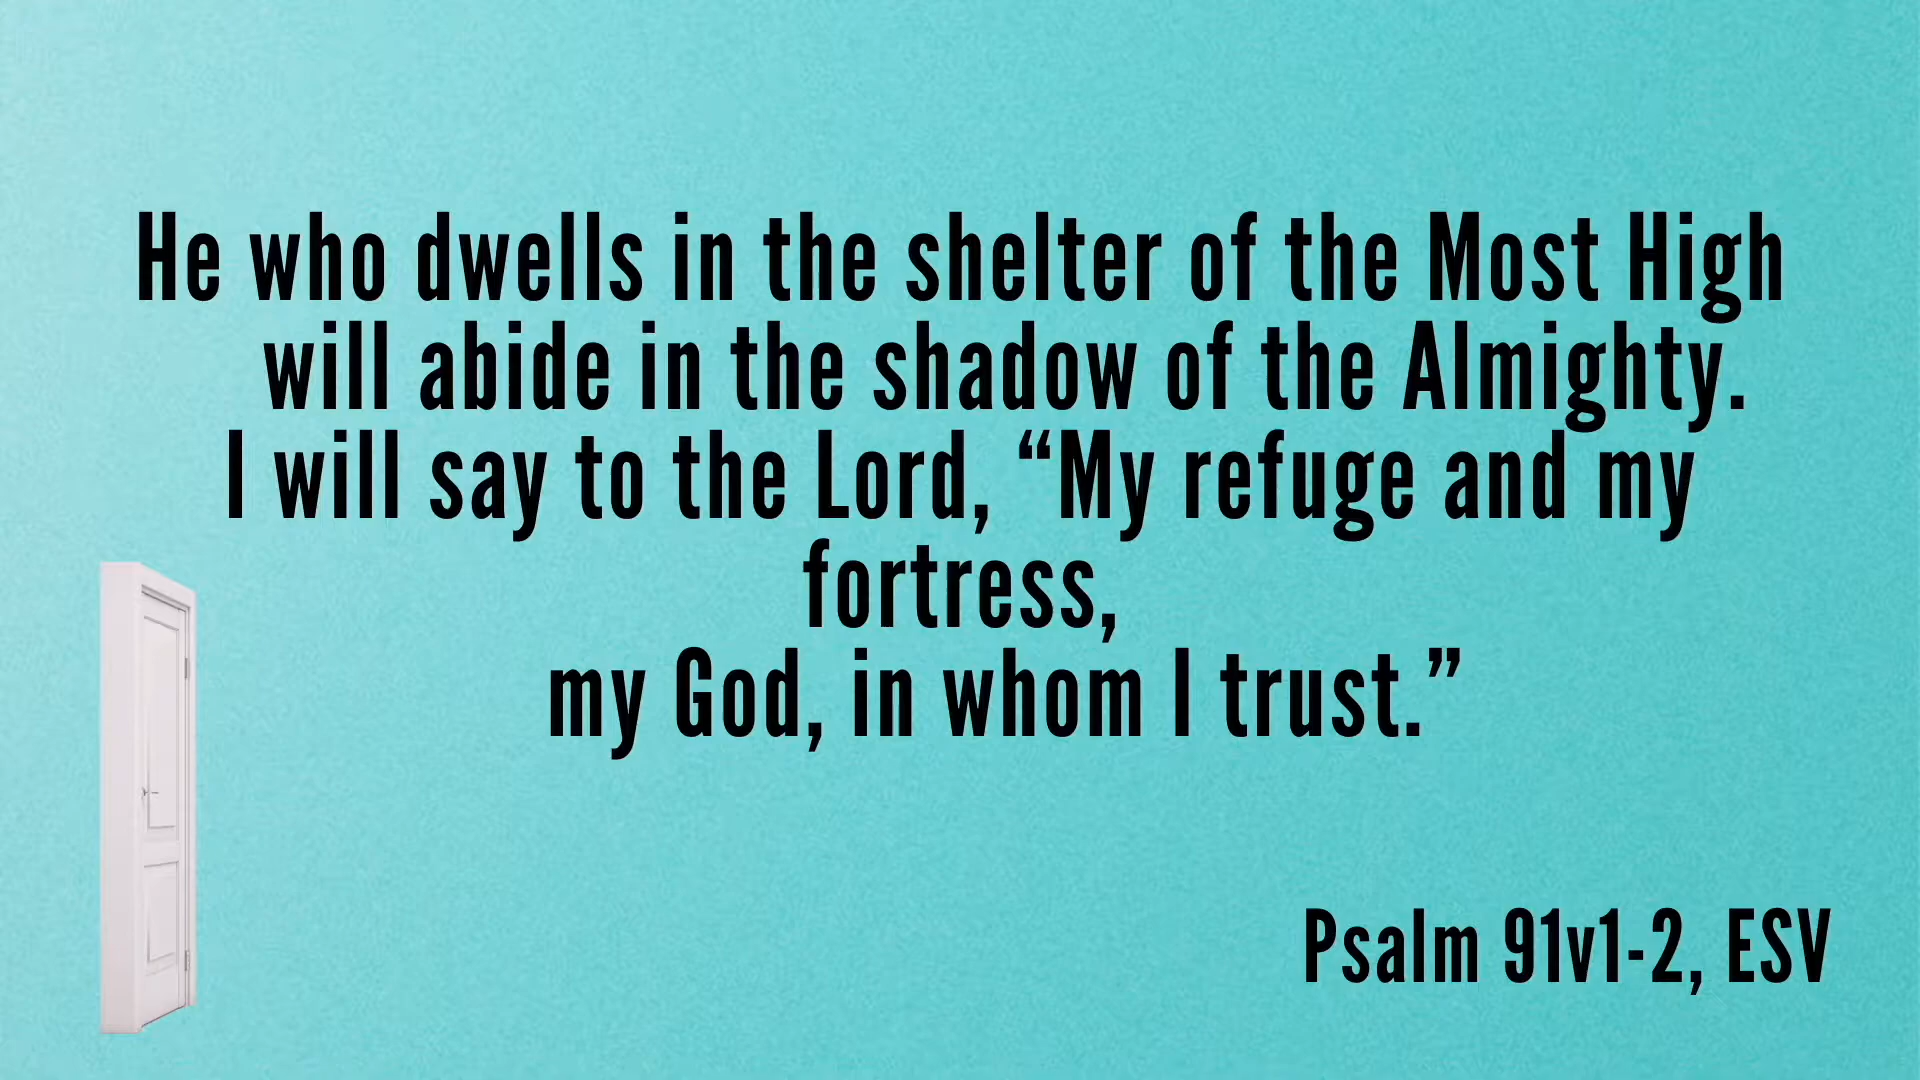 He who dwells in the shelter of the Most High
will abide in the shadow of the Almighty.
I will say to the Lord, “My refuge and my
fortress,
my God, in whom I trust.”
Psalm 91v1-2, ESV